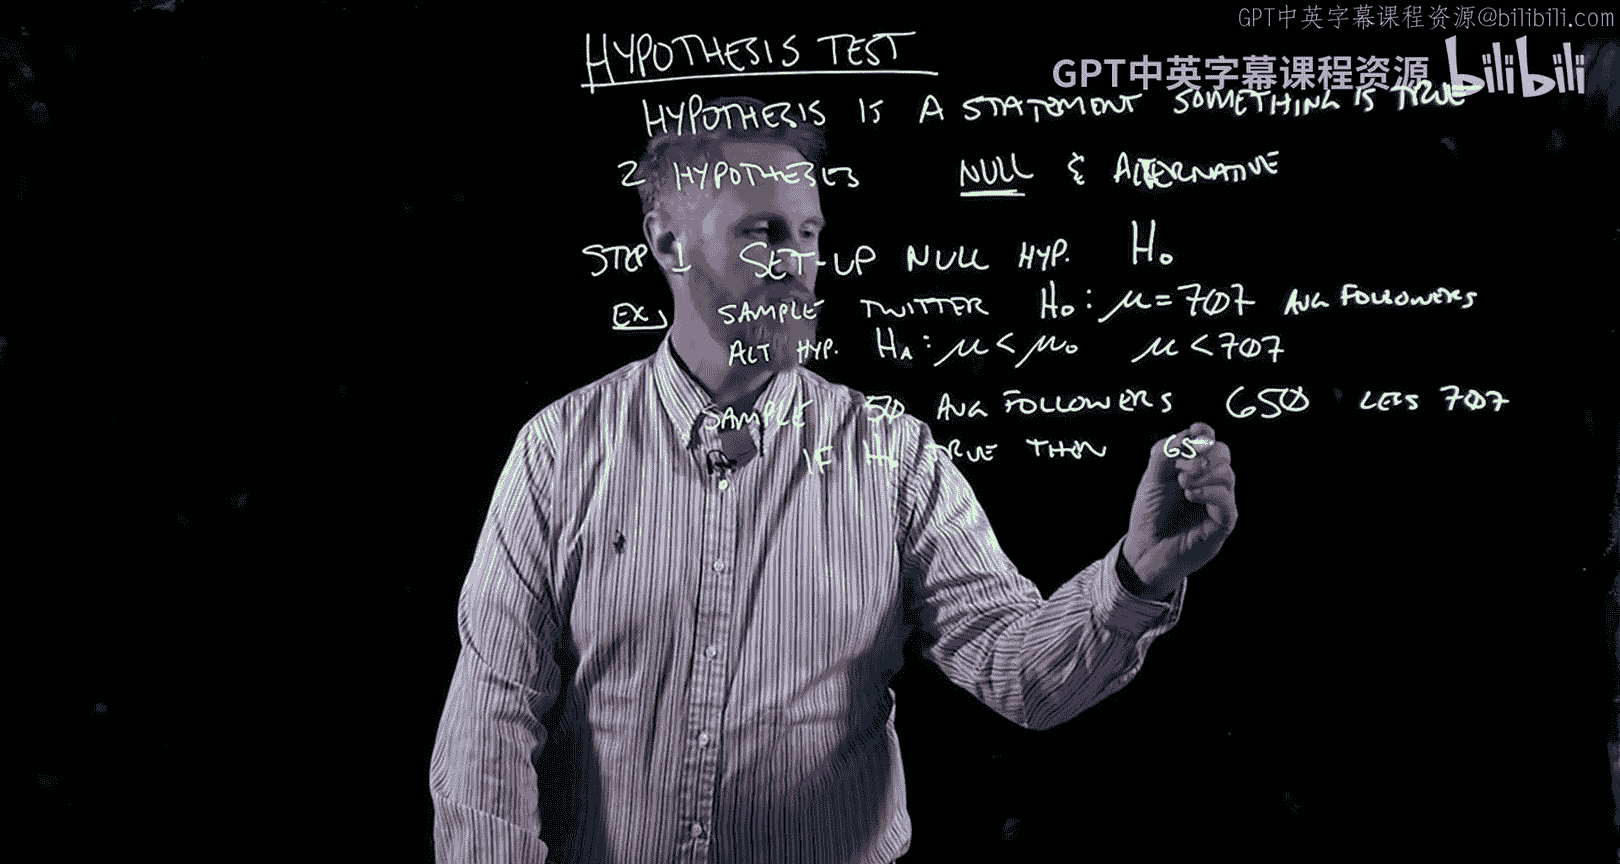 GPT中英字幕课程资源@bilibili.com
GPT中英字幕课程资源 bilibili
HYPOTHESIS TEST
HYPOTHESIS IS A STATEMENT SOMETHING IS TRUE
2 HYPOTHESES NULL & ALTERNATIVE
STEP 1 SET-UP NULL HYP. H₀
EX, SAMPLE TWITTER H₀: μ = 707 AVG FOLLOWERS
ALT HYP. Hₐ: μ < μ₀ μ < 707
SAMPLE 50 AVG FOLLOWERS 650 LESS 707
IF TRUE THEN 65